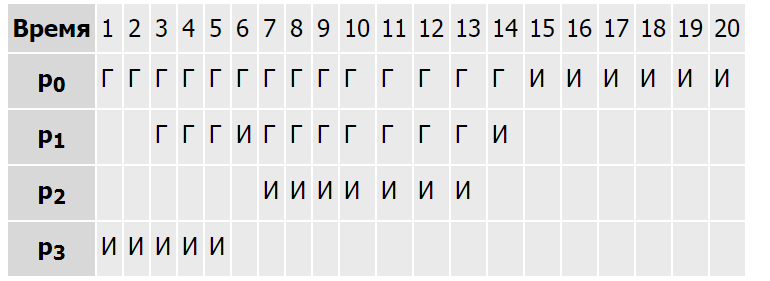 Время 1 2 3 4 5 6 7 8 9 10 11 12 13 14 15 16 17 18 19 20
p0 Г Г Г Г Г Г Г Г Г Г Г Г Г Г И И И И И И
p1 Г Г Г И Г Г Г Г Г Г Г И
p2 И И И И И И И
p3 И И И И И